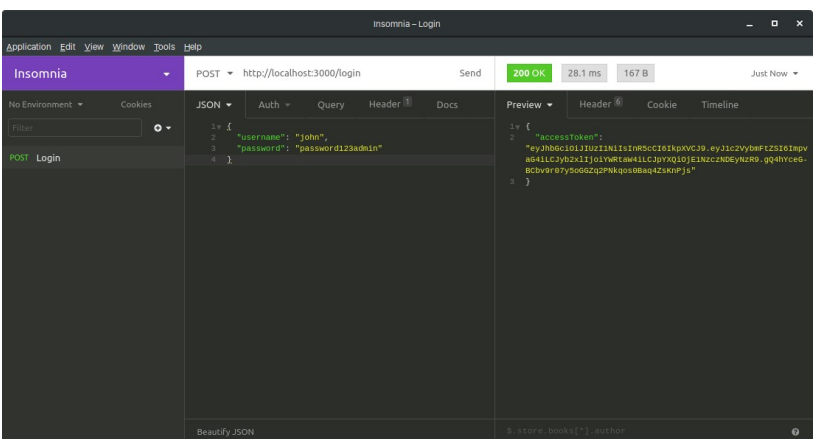 Insomnia – Login
Application Edit View Window Tools Help
Insomnia
POST http://localhost:3000/login Send
200 OK 28.1 ms 167 B Just Now
No Environment Cookies
JSON Auth Query Header 1 Docs
Preview Header 6 Cookie Timeline
Filter
POST Login
1 {
2 "username": "john",
3 "password": "password123admin"
4 }
1 {
2 "accessToken":
"eyJhbGciOiJIUzI1NiIsInR5cCI6IkpXVCJ9.eyJ1c2VybmFtZSI6Impv
aG4iLCJyb2xlIjoiYWRtaW4iLCJpYXQiOjE1NzczNDEyNzR9.gQ4hYceG-
BCbv9r07y5oGGZq2PNkqos0Baq4ZsKnPjs"
3 }
Beautify JSON
$.store.books[*].author